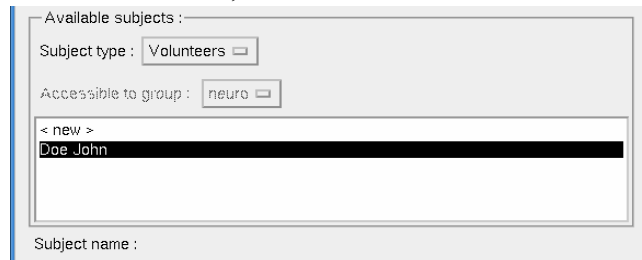 Available subjects :
Subject type : Volunteers
Accessible to group : neuro
< new >
Doe John
Subject name :